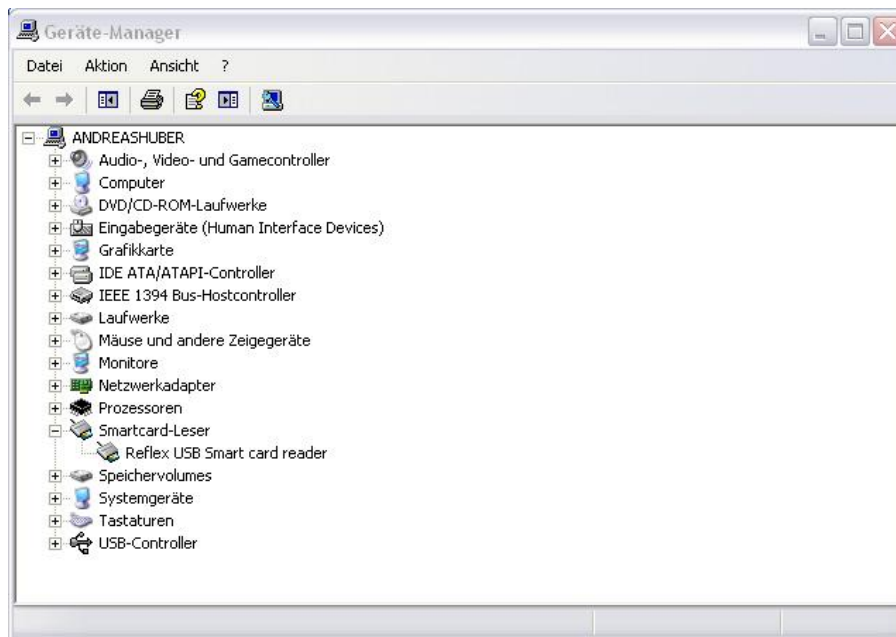 Geräte-Manager
Datei Aktion Ansicht ?
ANDREASHUBER
Audio-, Video- und Gamecontroller
Computer
DVD/CD-ROM-Laufwerke
Eingabegeräte (Human Interface Devices)
Grafikkarte
IDE ATA/ATAPI-Controller
IEEE 1394 Bus-Hostcontroller
Laufwerke
Mäuse und andere Zeigegeräte
Monitore
Netzwerkadapter
Prozessoren
Smartcard-Leser
Reflex USB Smart card reader
Speichervolumes
Systemgeräte
Tastaturen
USB-Controller